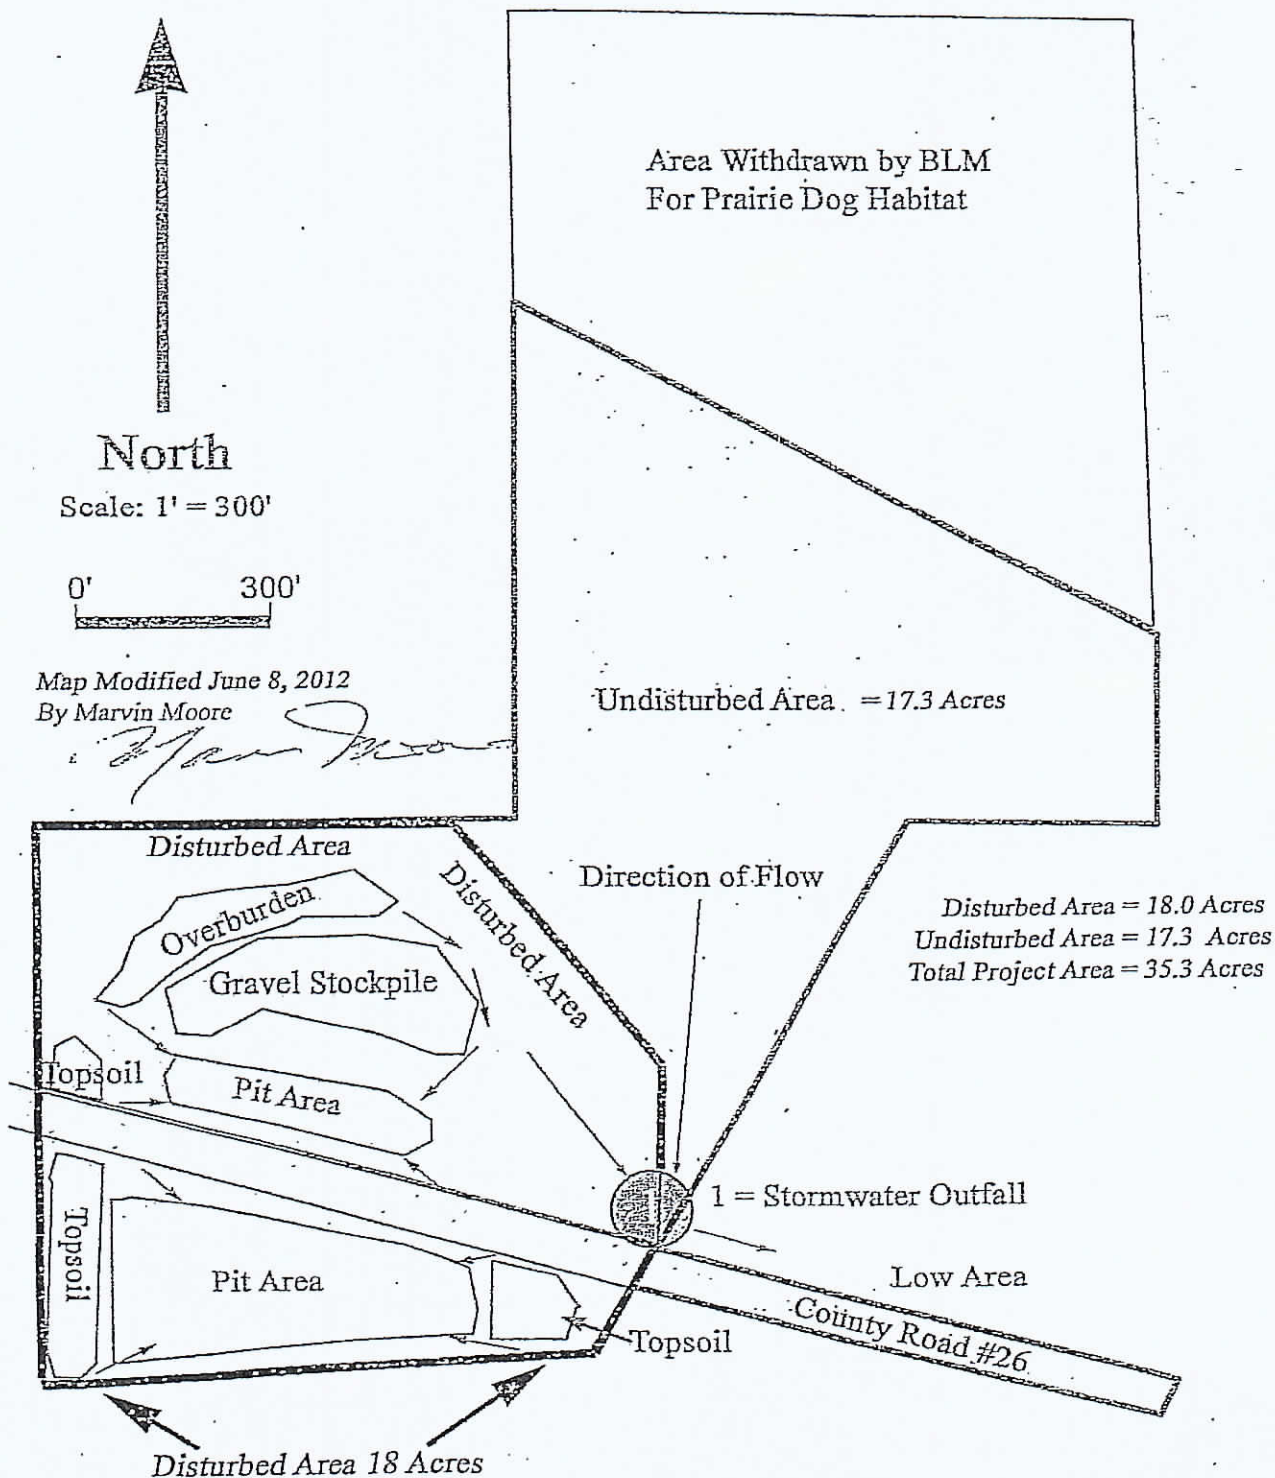 Area Withdrawn by BLM
For Prairie Dog Habitat
North
Scale: 1' = 300'
0' 300'
Map Modified June 8, 2012
By Marvin Moore
Undisturbed Area = 17.3 Acres
Disturbed Area
Disturbed Area
Direction of Flow
Overburden
Gravel Stockpile
Disturbed Area = 18.0 Acres
Undisturbed Area = 17.3 Acres
Total Project Area = 35.3 Acres
Topsoil
Pit Area
1
1 = Stormwater Outfall
Topsoil
Pit Area
Low Area
County Road #26
Topsoil
Disturbed Area 18 Acres